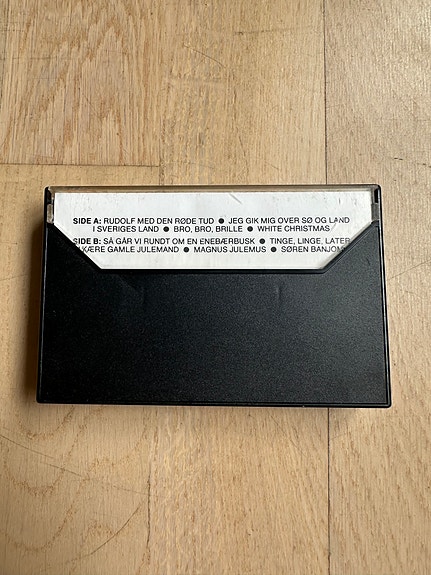 SIDE A: RUDOLF MED DEN RØDE TUD ● JEG GIK MIG OVER SØ OG LAND
I SVERIGES LAND ● BRO, BRO, BRILLE ● WHITE CHRISTMAS
SIDE B: SÅ GÅR VI RUNDT OM EN ENEBÆRBUSK ● TINGE, LINGE, LATER
KÆRE GAMLE JULEMAND ● MAGNUS JULEMUS ● SØREN BANJOM